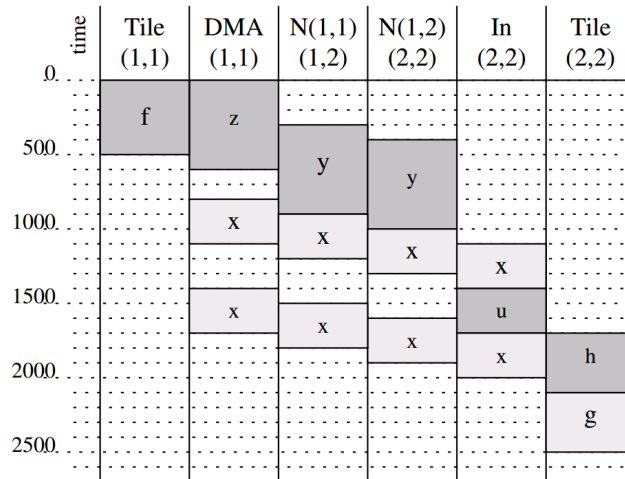 time
Tile DMA N(1,1) N(1,2) In Tile
(1,1) (1,1) (1,2) (2,2) (2,2) (2,2)
0
f z
500
y y
x
1000
x x x
1500
x u
x x x
2000
h
g
2500